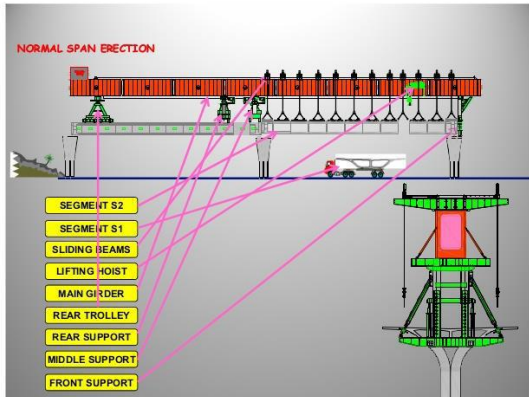 NORMAL SPAN ERECTION
SEGMENT S2
SEGMENT S1
SLIDING BEAMS
LIFTING HOIST
MAIN GIRDER
REAR TROLLEY
REAR SUPPORT
MIDDLE SUPPORT
FRONT SUPPORT